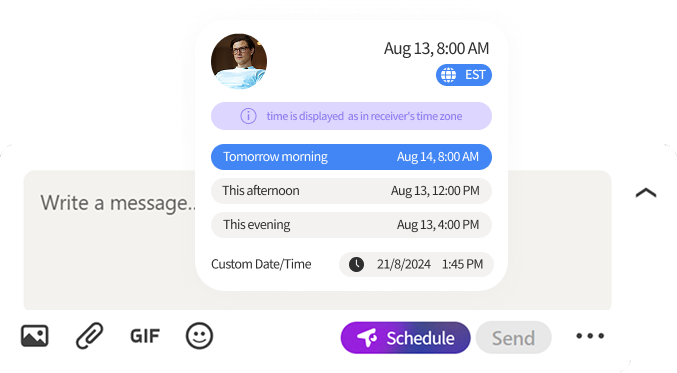 Aug 13, 8:00 AM
EST
time is displayed as in receiver's time zone
Tomorrow morning Aug 14, 8:00 AM
This afternoon Aug 13, 12:00 PM
Write a message..
This evening Aug 13, 4:00 PM
Custom Date/Time 21/8/2024 1:45 PM
GIF Schedule Send